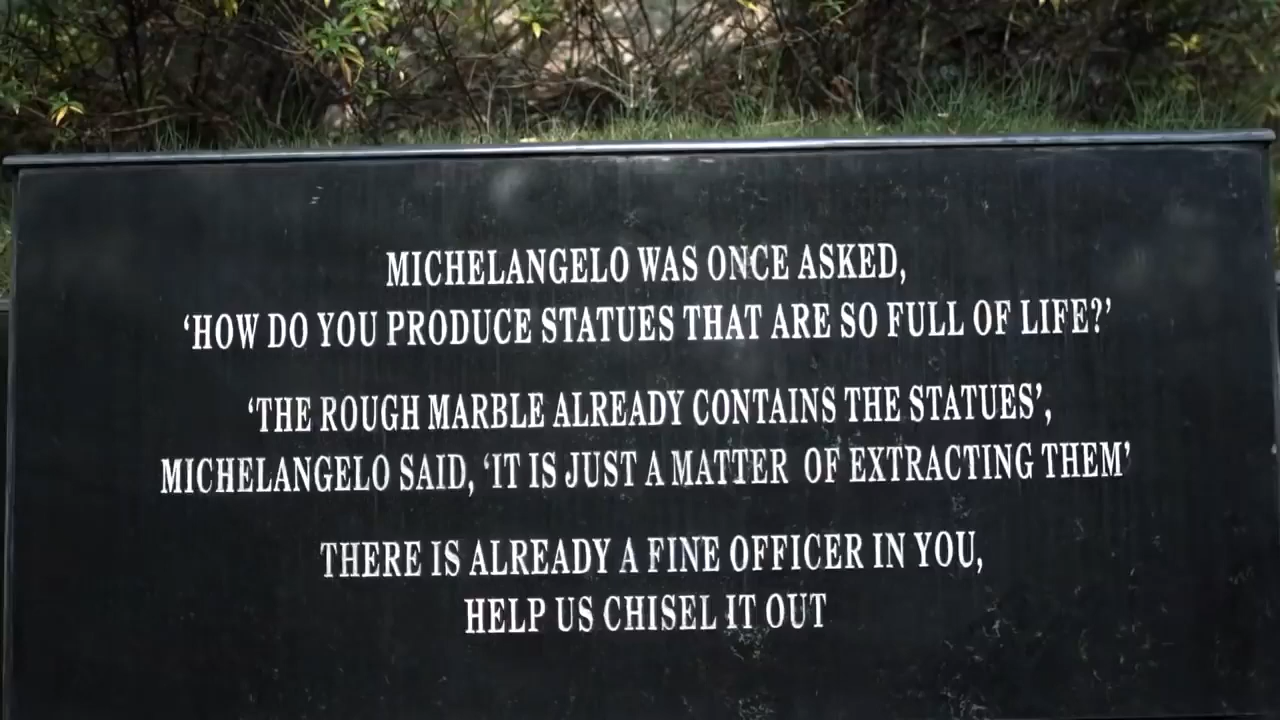 MICHELANGELO WAS ONCE ASKED,
‘HOW DO YOU PRODUCE STATUES THAT ARE SO FULL OF LIFE?’
‘THE ROUGH MARBLE ALREADY CONTAINS THE STATUES’,
MICHELANGELO SAID, ‘IT IS JUST A MATTER OF EXTRACTING THEM’
THERE IS ALREADY A FINE OFFICER IN YOU,
HELP US CHISEL IT OUT